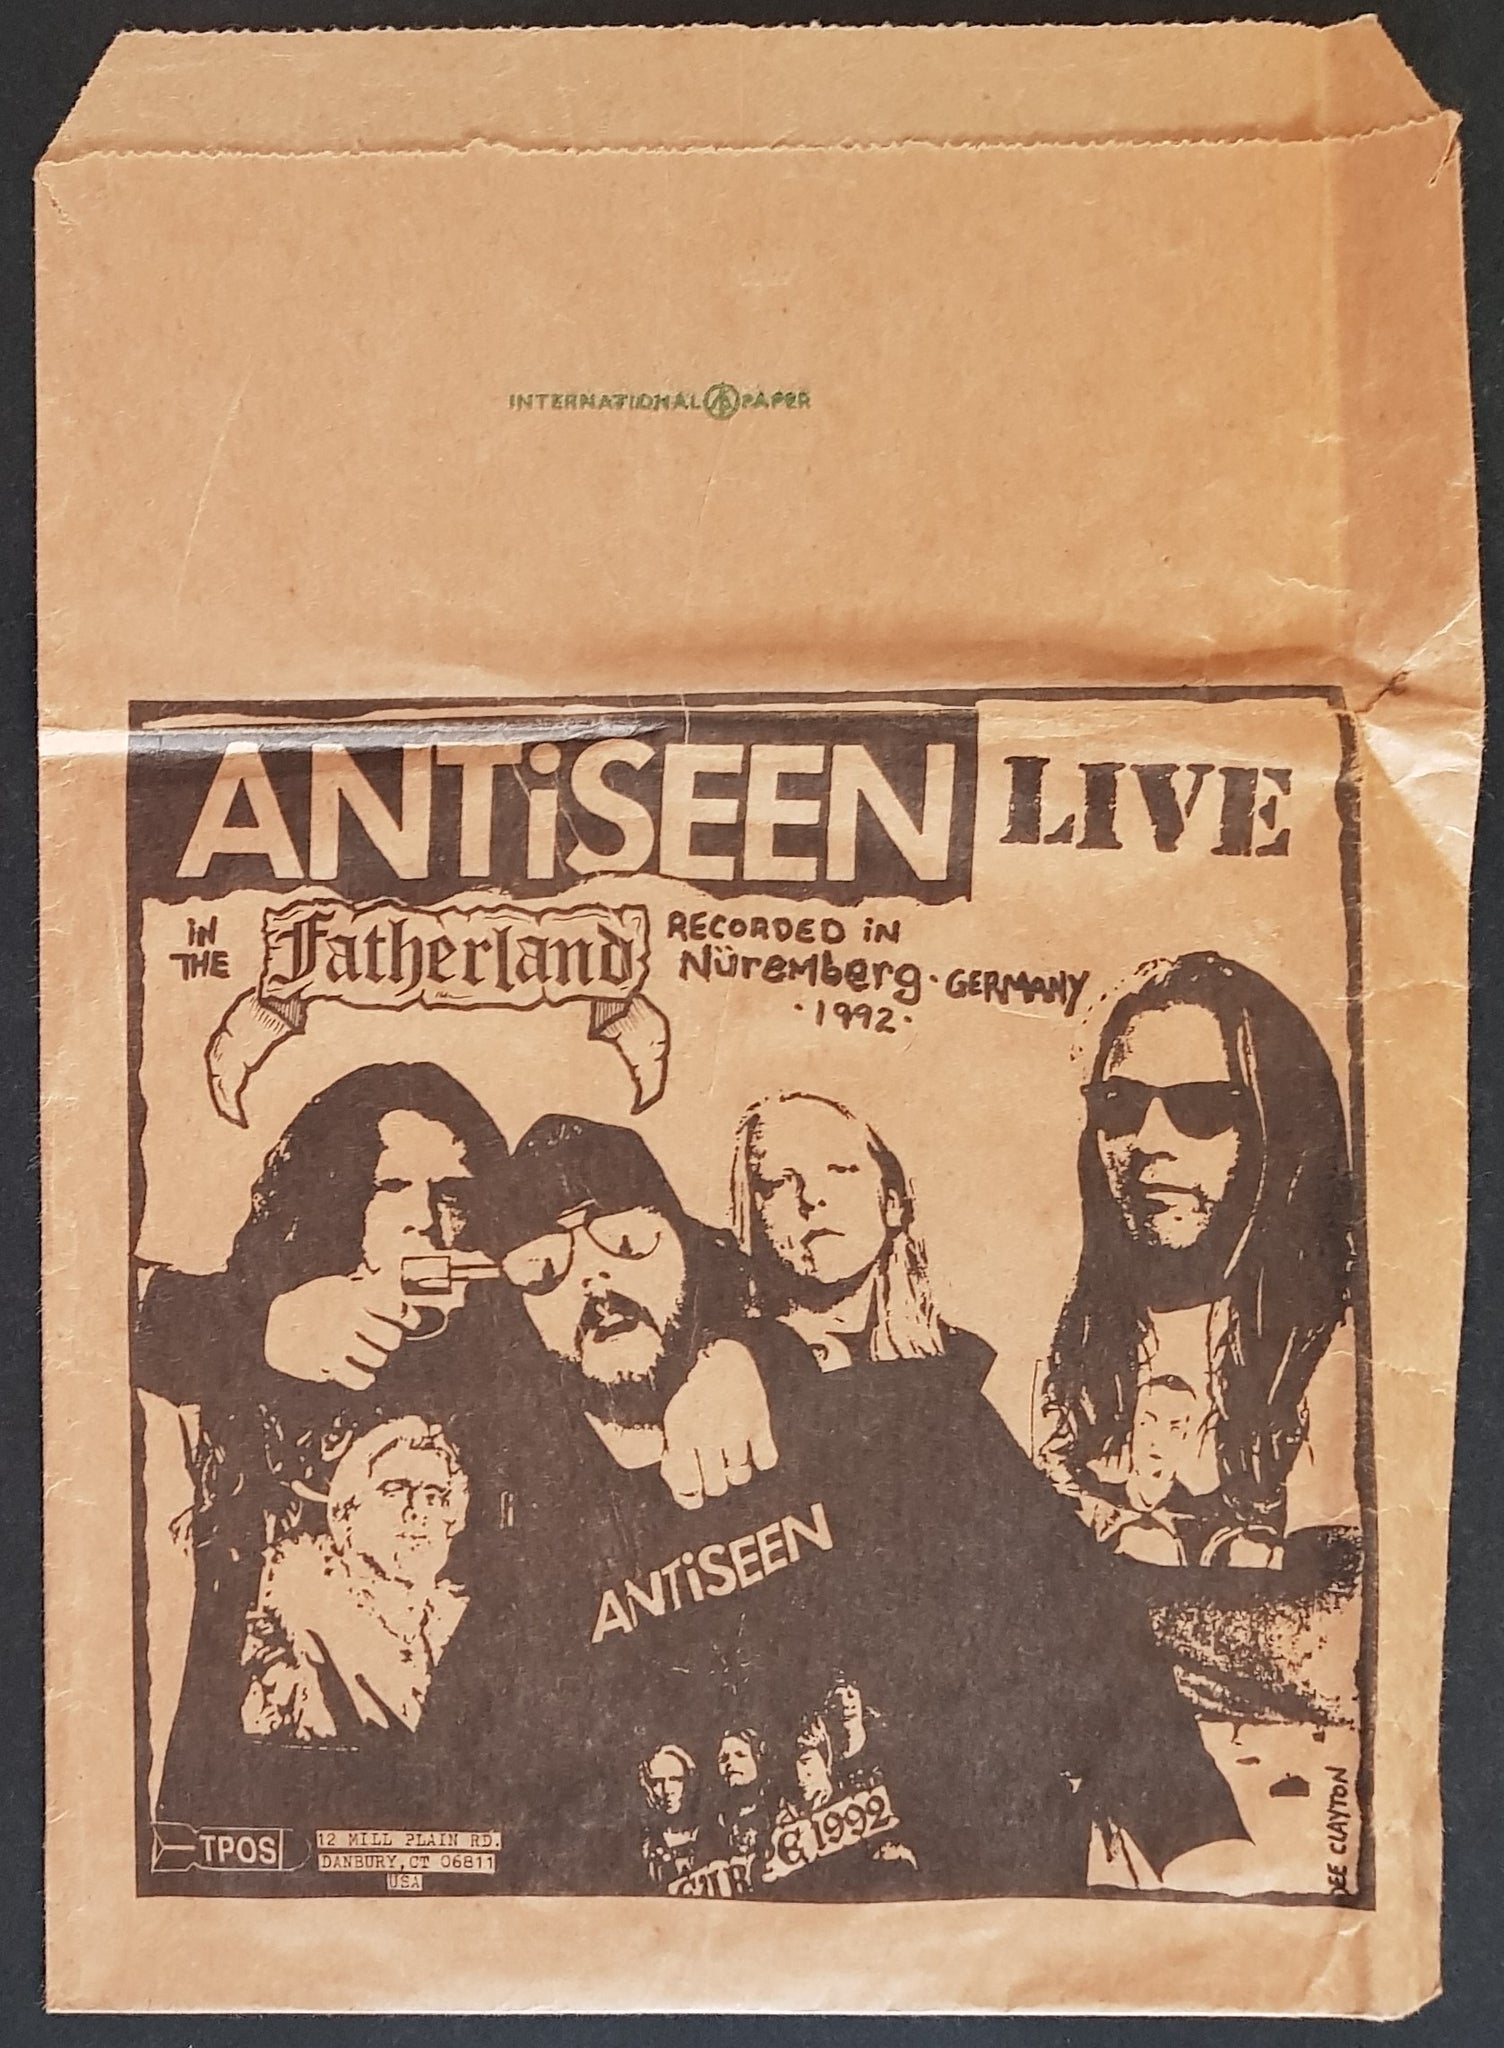 INTERNATIONAL PAPER
ANTiSEEN LIVE
iN THE Fatherland
RECORDED iN
Nüremberg · GERMANY
· 1992 ·
ANTiSEEN
1992
TPOS
12 MILL PLAIN RD.
DANBURY, CT 06811
USA
DEE CLAYTON